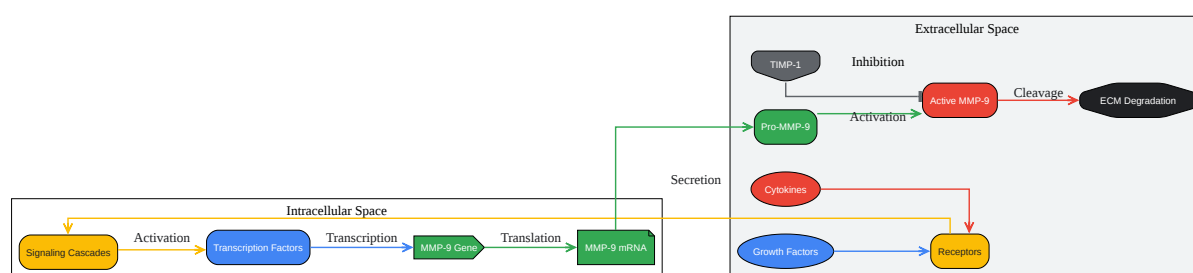 Extracellular Space
TIMP-1
Inhibition
Active MMP-9
Cleavage
ECM Degradation
Pro-MMP-9
Activation
Secretion
Cytokines
Growth Factors
Receptors
Intracellular Space
Signaling Cascades
Activation
Transcription Factors
Transcription
MMP-9 Gene
Translation
MMP-9 mRNA